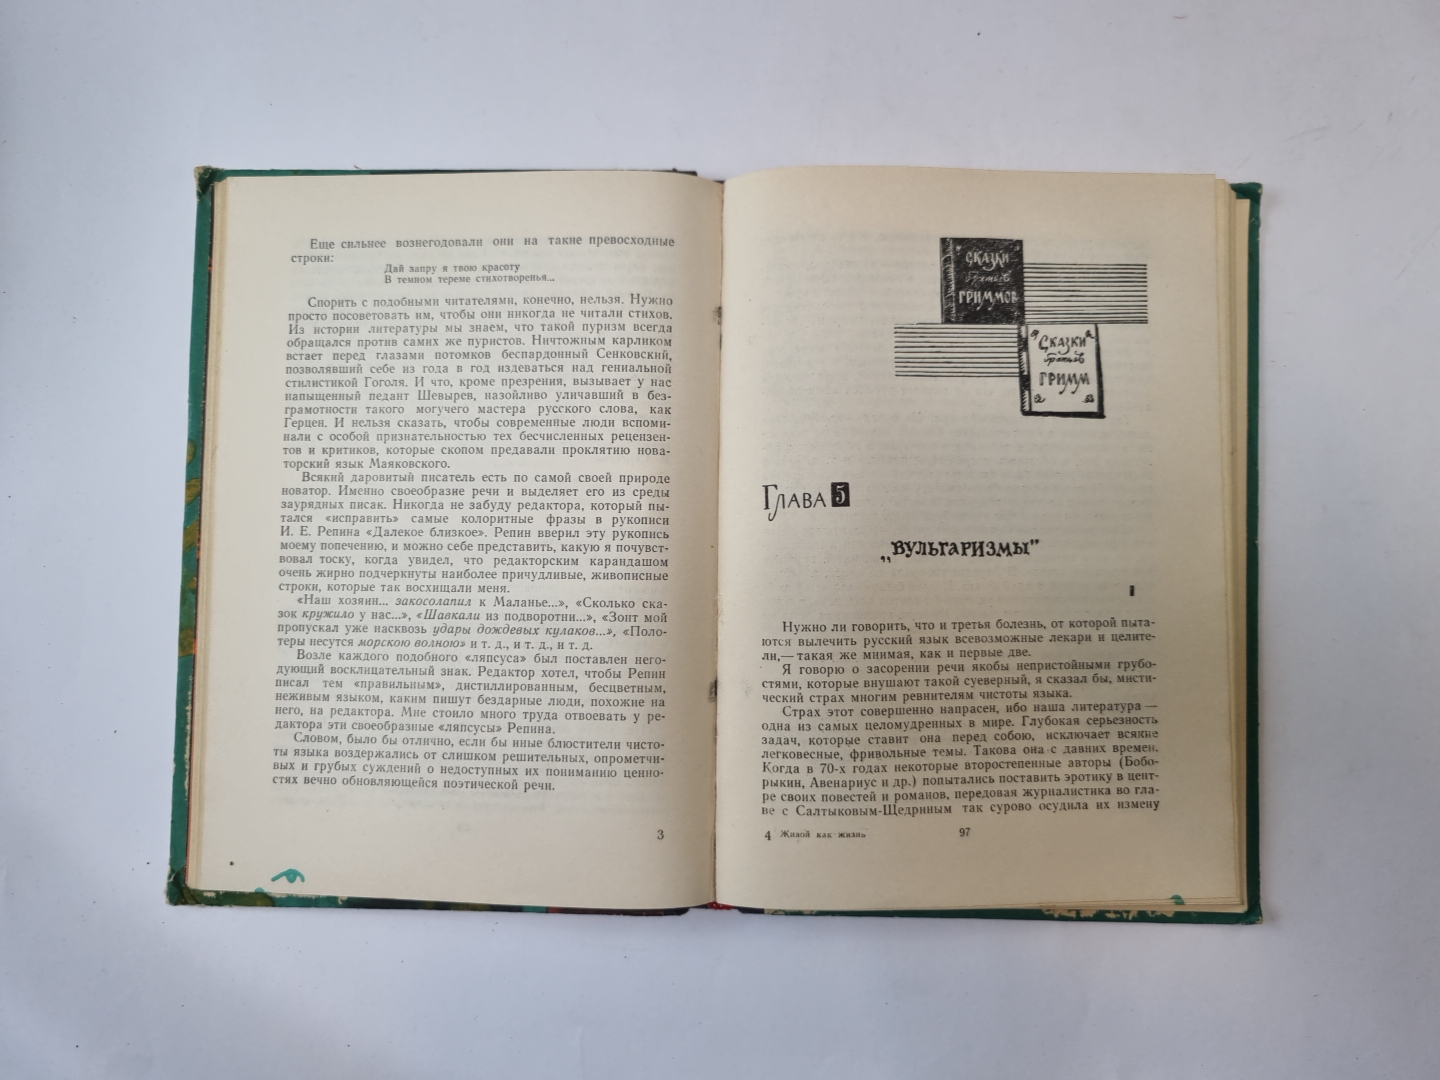 Еще сильнее вознегодовали они на такие превосходные
строки:
Дай запру я твою красоту
В темном тереме стихотворенья...
Спорить с подобными читателями, конечно, нельзя. Нужно
просто посоветовать им, чтобы они никогда не читали стихов.
Из истории литературы мы знаем, что такой пуризм всегда
обращался против самих же пуристов. Ничтожным карликом
встает перед глазами потомков беспардонный Сенковский,
позволявший себе из года в год издеваться над гениальной
стилистикой Гоголя. И что, кроме презрения, вызывает у нас
напыщенный педант Шевырев, назойливо уличавший в без-
грамотности такого могучего мастера русского слова, как
Герцен. И нельзя сказать, чтобы современные люди вспоми-
нали с особой признательностью тех бесчисленных рецензен-
тов и критиков, которые скопом предавали проклятию нова-
торский язык Маяковского.
Всякий даровитый писатель есть по самой своей природе
новатор. Именно своеобразие речи и выделяет его из среды
заурядных писак. Никогда не забуду редактора, который пы-
тался «исправить» самые колоритные фразы в рукописи
И. Е. Репина «Далекое близкое». Репин вверил эту рукопись
моему попечению, и можно себе представить, какую я почувст-
вовал тоску, когда увидел, что редакторским карандашом
очень жирно подчеркнуты наиболее причудливые, живописные
строки, которые так восхищали меня.
«Наш хозяин... закосолапил к Маланье...», «Сколько ска-
зок кружило у нас...», «Шавкали из подворотни...», «Зонт мой
пропускал уже насквозь удары дождевых кулаков...», «Поло-
теры несутся морскою волною» и т. д., и т. д., и т. д.
Возле каждого подобного «ляпсуса» был поставлен него-
дующий восклицательный знак. Редактор хотел, чтобы Репин
писал тем «правильным», дистиллированным, бесцветным,
неживым языком, каким пишут бездарные люди, похожие на
него, на редактора. Мне стоило много труда отвоевать у ре-
дактора эти своеобразные «ляпсусы» Репина.
Словом, было бы отлично, если бы иные блюстители чисто-
ты языка воздержались от слишком решительных, опрометчи-
вых и грубых суждений о недоступных их пониманию ценно-
стях вечно обновляющейся поэтической речи.
3
СКАЗКИ
братьев
ГРИММОВ
СКАЗКИ
братьев
ГРИММ
ГЛАВА 5
„ВУЛЬГАРИЗМЫ"
I
Нужно ли говорить, что и третья болезнь, от которой пыта-
ются вылечить русский язык всевозможные лекари и целите-
ли,— такая же мнимая, как и первые две.
Я говорю о засорении речи якобы непристойными грубо-
стями, которые внушают такой суеверный, я сказал бы, мисти-
ческий страх многим ревнителям чистоты языка.
Страх этот совершенно напрасен, ибо наша литература —
одна из самых целомудренных в мире. Глубокая серьезность
задач, которые ставит она перед собою, исключает всякие
легковесные, фривольные темы. Такова она с давних времен.
Когда в 70-х годах некоторые второстепенные авторы (Бобо-
рыкин, Авенариус и др.) попытались поставить эротику в цент-
ре своих повестей и романов, передовая журналистика во гла-
ве с Салтыковым-Щедриным так сурово осудила их измену
4 Живой как жизнь
97